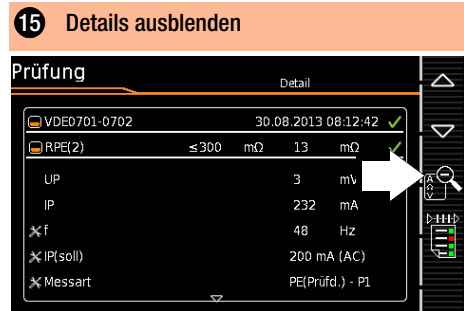 15 Details ausblenden
Prüfung
Detail
VDE0701-0702 30.08.2013 08:12:42
RPE(2) ≤300 mΩ 13 mΩ
UP 3
IP 232 mA
f 48 Hz
IP(soll) 200 mA (AC)
Messart PE(Prüfd.) - P1
A
Ω
V